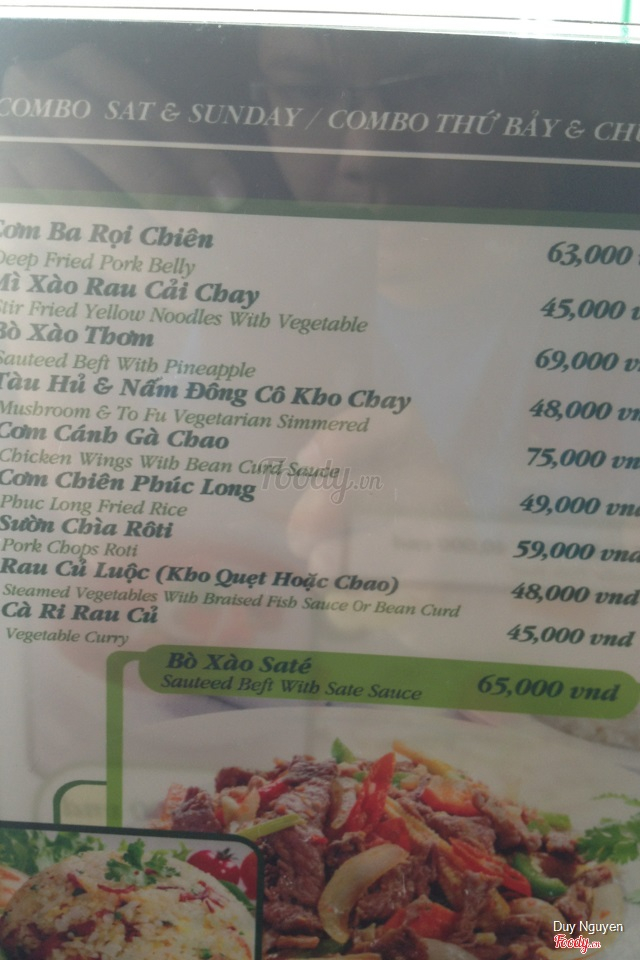 COMBO SAT & SUNDAY / COMBO THỨ BẢY & CHỦ
Cơm Ba Rọi Chiên 63,000
Deep Fried Pork Belly
Mì Xào Rau Cải Chay 45,000 v
Stir Fried Yellow Noodles With Vegetable
Bò Xào Thơm 69,000 vn
Sauteed Beft With Pineapple
Tàu Hủ & Nấm Đông Cô Kho Chay 48,000 vn
Mushroom & To Fu Vegetarian Simmered
Cơm Cánh Gà Chao 75,000 vn
Chicken Wings With Bean Curd Sauce
Foody.vn
Cơm Chiên Phúc Long 49,000 vnd
Phuc Long Fried Rice
Sườn Chìa Rôti 59,000 vnd
Pork Chops Roti
Rau Củ Luộc (Kho Quẹt Hoặc Chao) 48,000 vnd
Steamed Vegetables With Braised Fish Sauce Or Bean Curd
Cà Ri Rau Củ 45,000 vnd
Vegetable Curry
Bò Xào Saté 65,000 vnd
Sauteed Beft With Sate Sauce
Duy Nguyen
Foody.vn